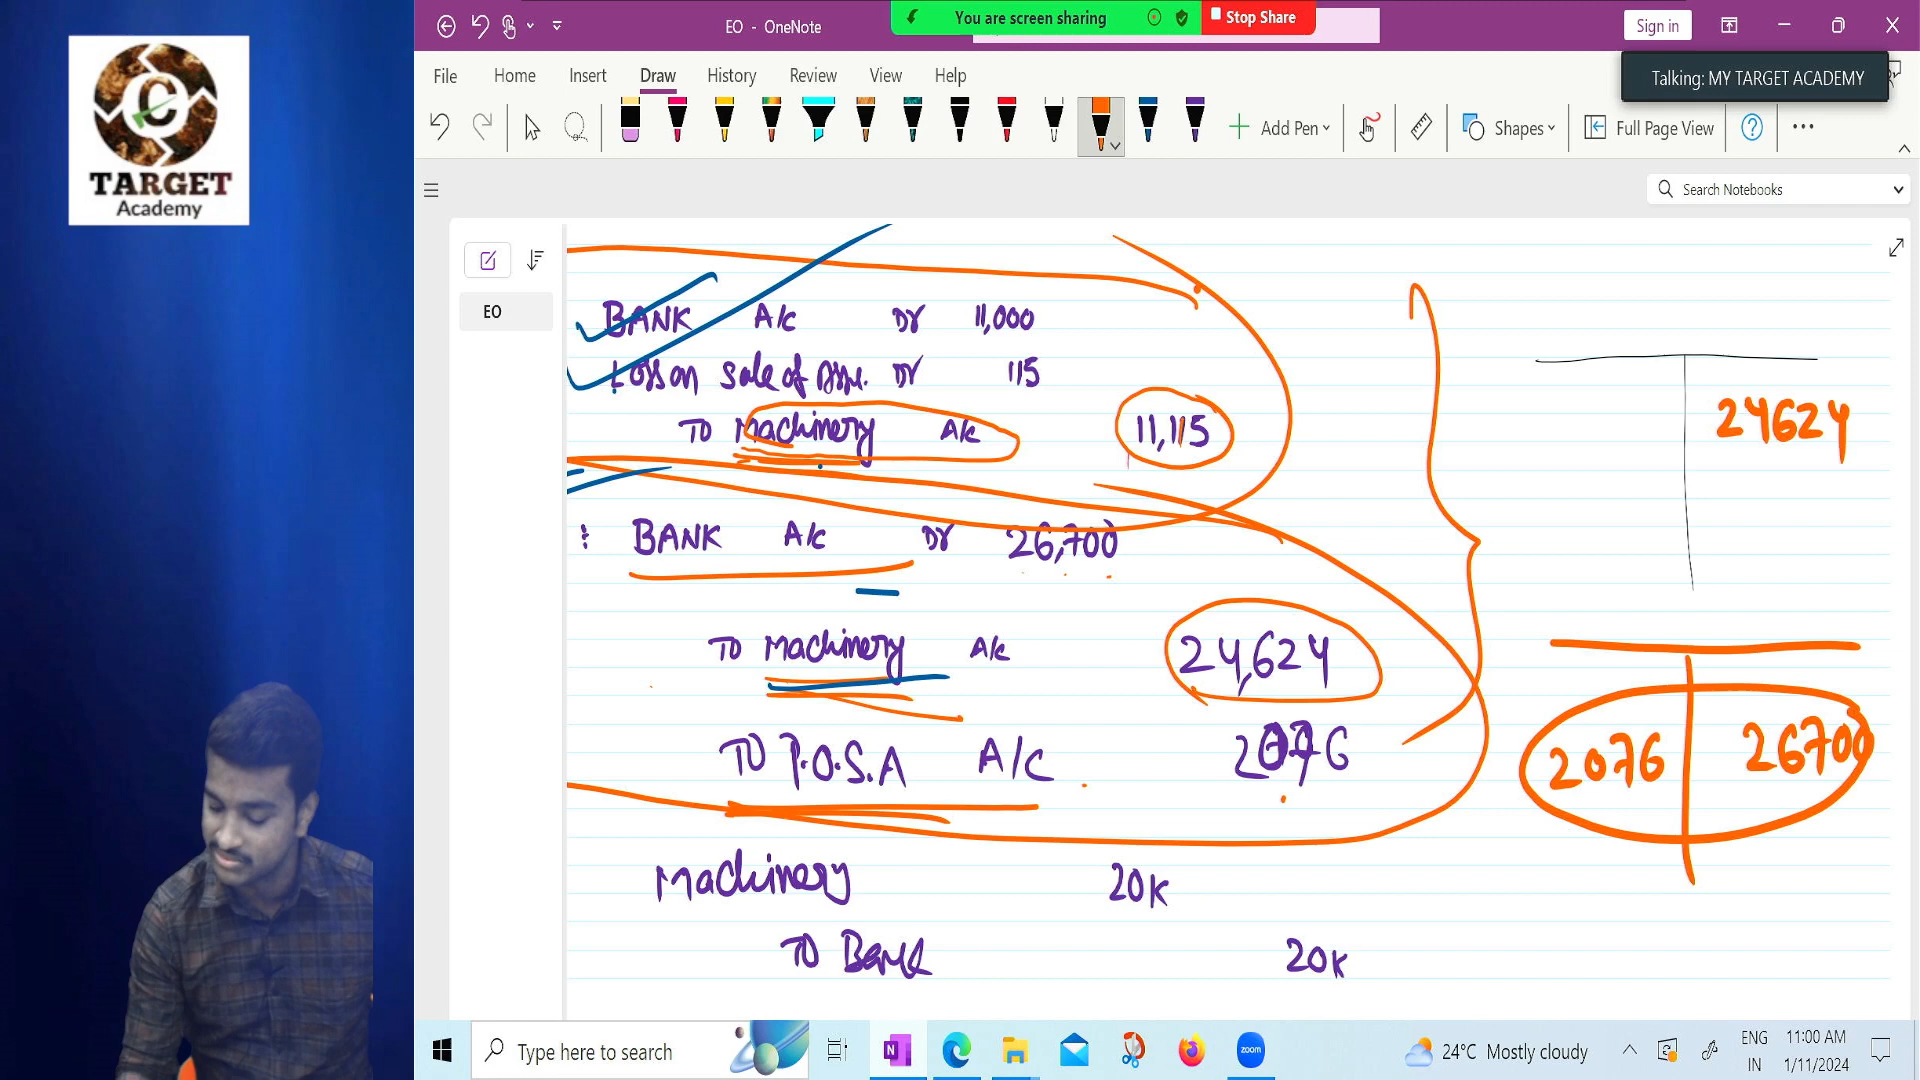 EO - OneNote
You are screen sharing
Stop Share
Sign in
Talking: MY TARGET ACADEMY
File Home Insert Draw History Review View Help
Add Pen
Shapes
Full Page View
Search Notebooks
EO
C
TARGET
Academy
BANK A/c Dr 11,000
Loss on sale of Dr 115
TO Machinery A/c 11,115
BANK A/c Dr 26,700
TO Machinery A/c 24,624
TO P.O.S.A A/C 2076
Machinery 20K
TO Bank 20K
24624
2076 26700
Type here to search
N
zoom
24°C Mostly cloudy
ENG
IN
11:00 AM
1/11/2024